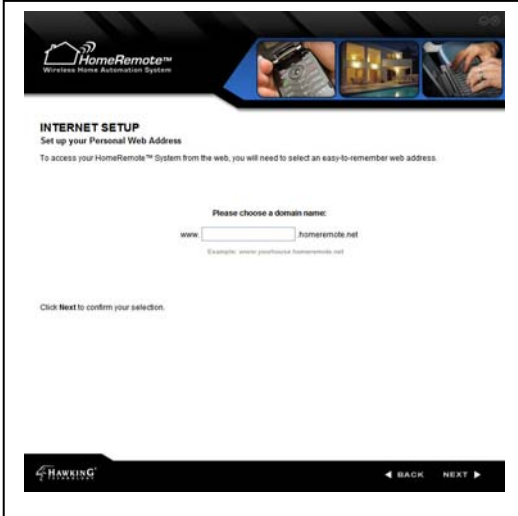 HomeRemote™
Wireless Home Automation System
INTERNET SETUP
Set up your Personal Web Address
To access your HomeRemote™ System from the web, you will need to select an easy-to-remember web address.
Please choose a domain name:
www. .homeremote.net
Example: www.yourhouse.homeremote.net
Click Next to confirm your selection.
HAWKING
TECHNOLOGY
BACK NEXT